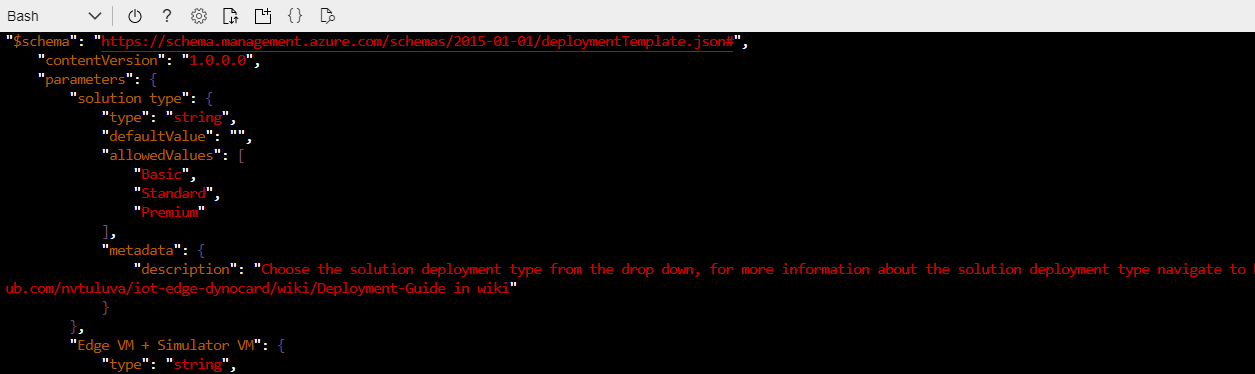 Bash
"$schema": "https://schema.management.azure.com/schemas/2015-01-01/deploymentTemplate.json#",
"contentVersion": "1.0.0.0",
"parameters": {
"solution type": {
"type": "string",
"defaultValue": "",
"allowedValues": [
"Basic",
"Standard",
"Premium"
],
"metadata": {
"description": "Choose the solution deployment type from the drop down, for more information about the solution deployment type navigate to
ub.com/nvtuluva/iot-edge-dynocard/wiki/Deployment-Guide in wiki"
}
},
"Edge VM + Simulator VM": {
"type": "string",